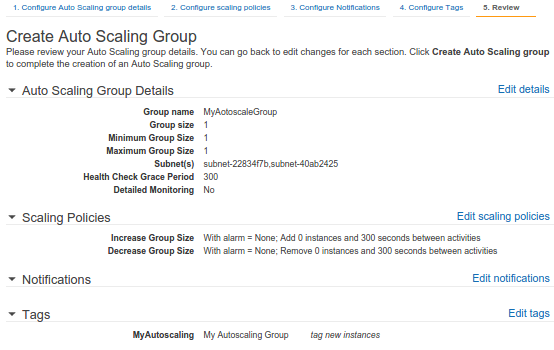 1. Configure Auto Scaling group details 2. Configure scaling policies 3. Configure Notifications 4. Configure Tags 5. Review
Create Auto Scaling Group
Please review your Auto Scaling group details. You can go back to edit changes for each section. Click Create Auto Scaling group
to complete the creation of an Auto Scaling group.
Auto Scaling Group Details Edit details
Group name MyAotoscaleGroup
Group size 1
Minimum Group Size 1
Maximum Group Size 1
Subnet(s) subnet-22834f7b,subnet-40ab2425
Health Check Grace Period 300
Detailed Monitoring No
Scaling Policies Edit scaling policies
Increase Group Size With alarm = None; Add 0 instances and 300 seconds between activities
Decrease Group Size With alarm = None; Remove 0 instances and 300 seconds between activities
Notifications Edit notifications
Tags Edit tags
MyAutoscaling My Autoscaling Group tag new instances